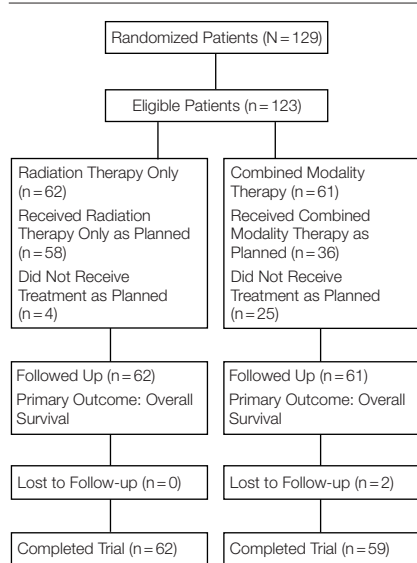 Randomized Patients (N=129)
Eligible Patients (n=123)
Radiation Therapy Only
(n=62)
Received Radiation
Therapy Only as Planned
(n=58)
Did Not Receive
Treatment as Planned
(n=4)
Combined Modality
Therapy (n=61)
Received Combined
Modality Therapy as
Planned (n=36)
Did Not Receive
Treatment as Planned
(n=25)
Followed Up (n=62)
Primary Outcome: Overall
Survival
Followed Up (n=61)
Primary Outcome: Overall
Survival
Lost to Follow-up (n=0)
Lost to Follow-up (n=2)
Completed Trial (n=62)
Completed Trial (n=59)